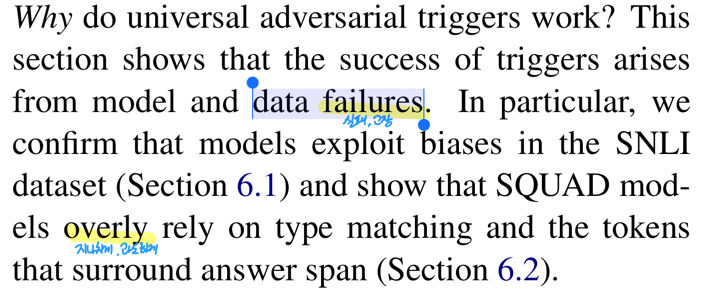 Why do universal adversarial triggers work? This
section shows that the success of triggers arises
from model and data failures. In particular, we
실패, 고장
confirm that models exploit biases in the SNLI
dataset (Section 6.1) and show that SQUAD mod-
els overly rely on type matching and the tokens
지나치게, 과도하게
that surround answer span (Section 6.2).